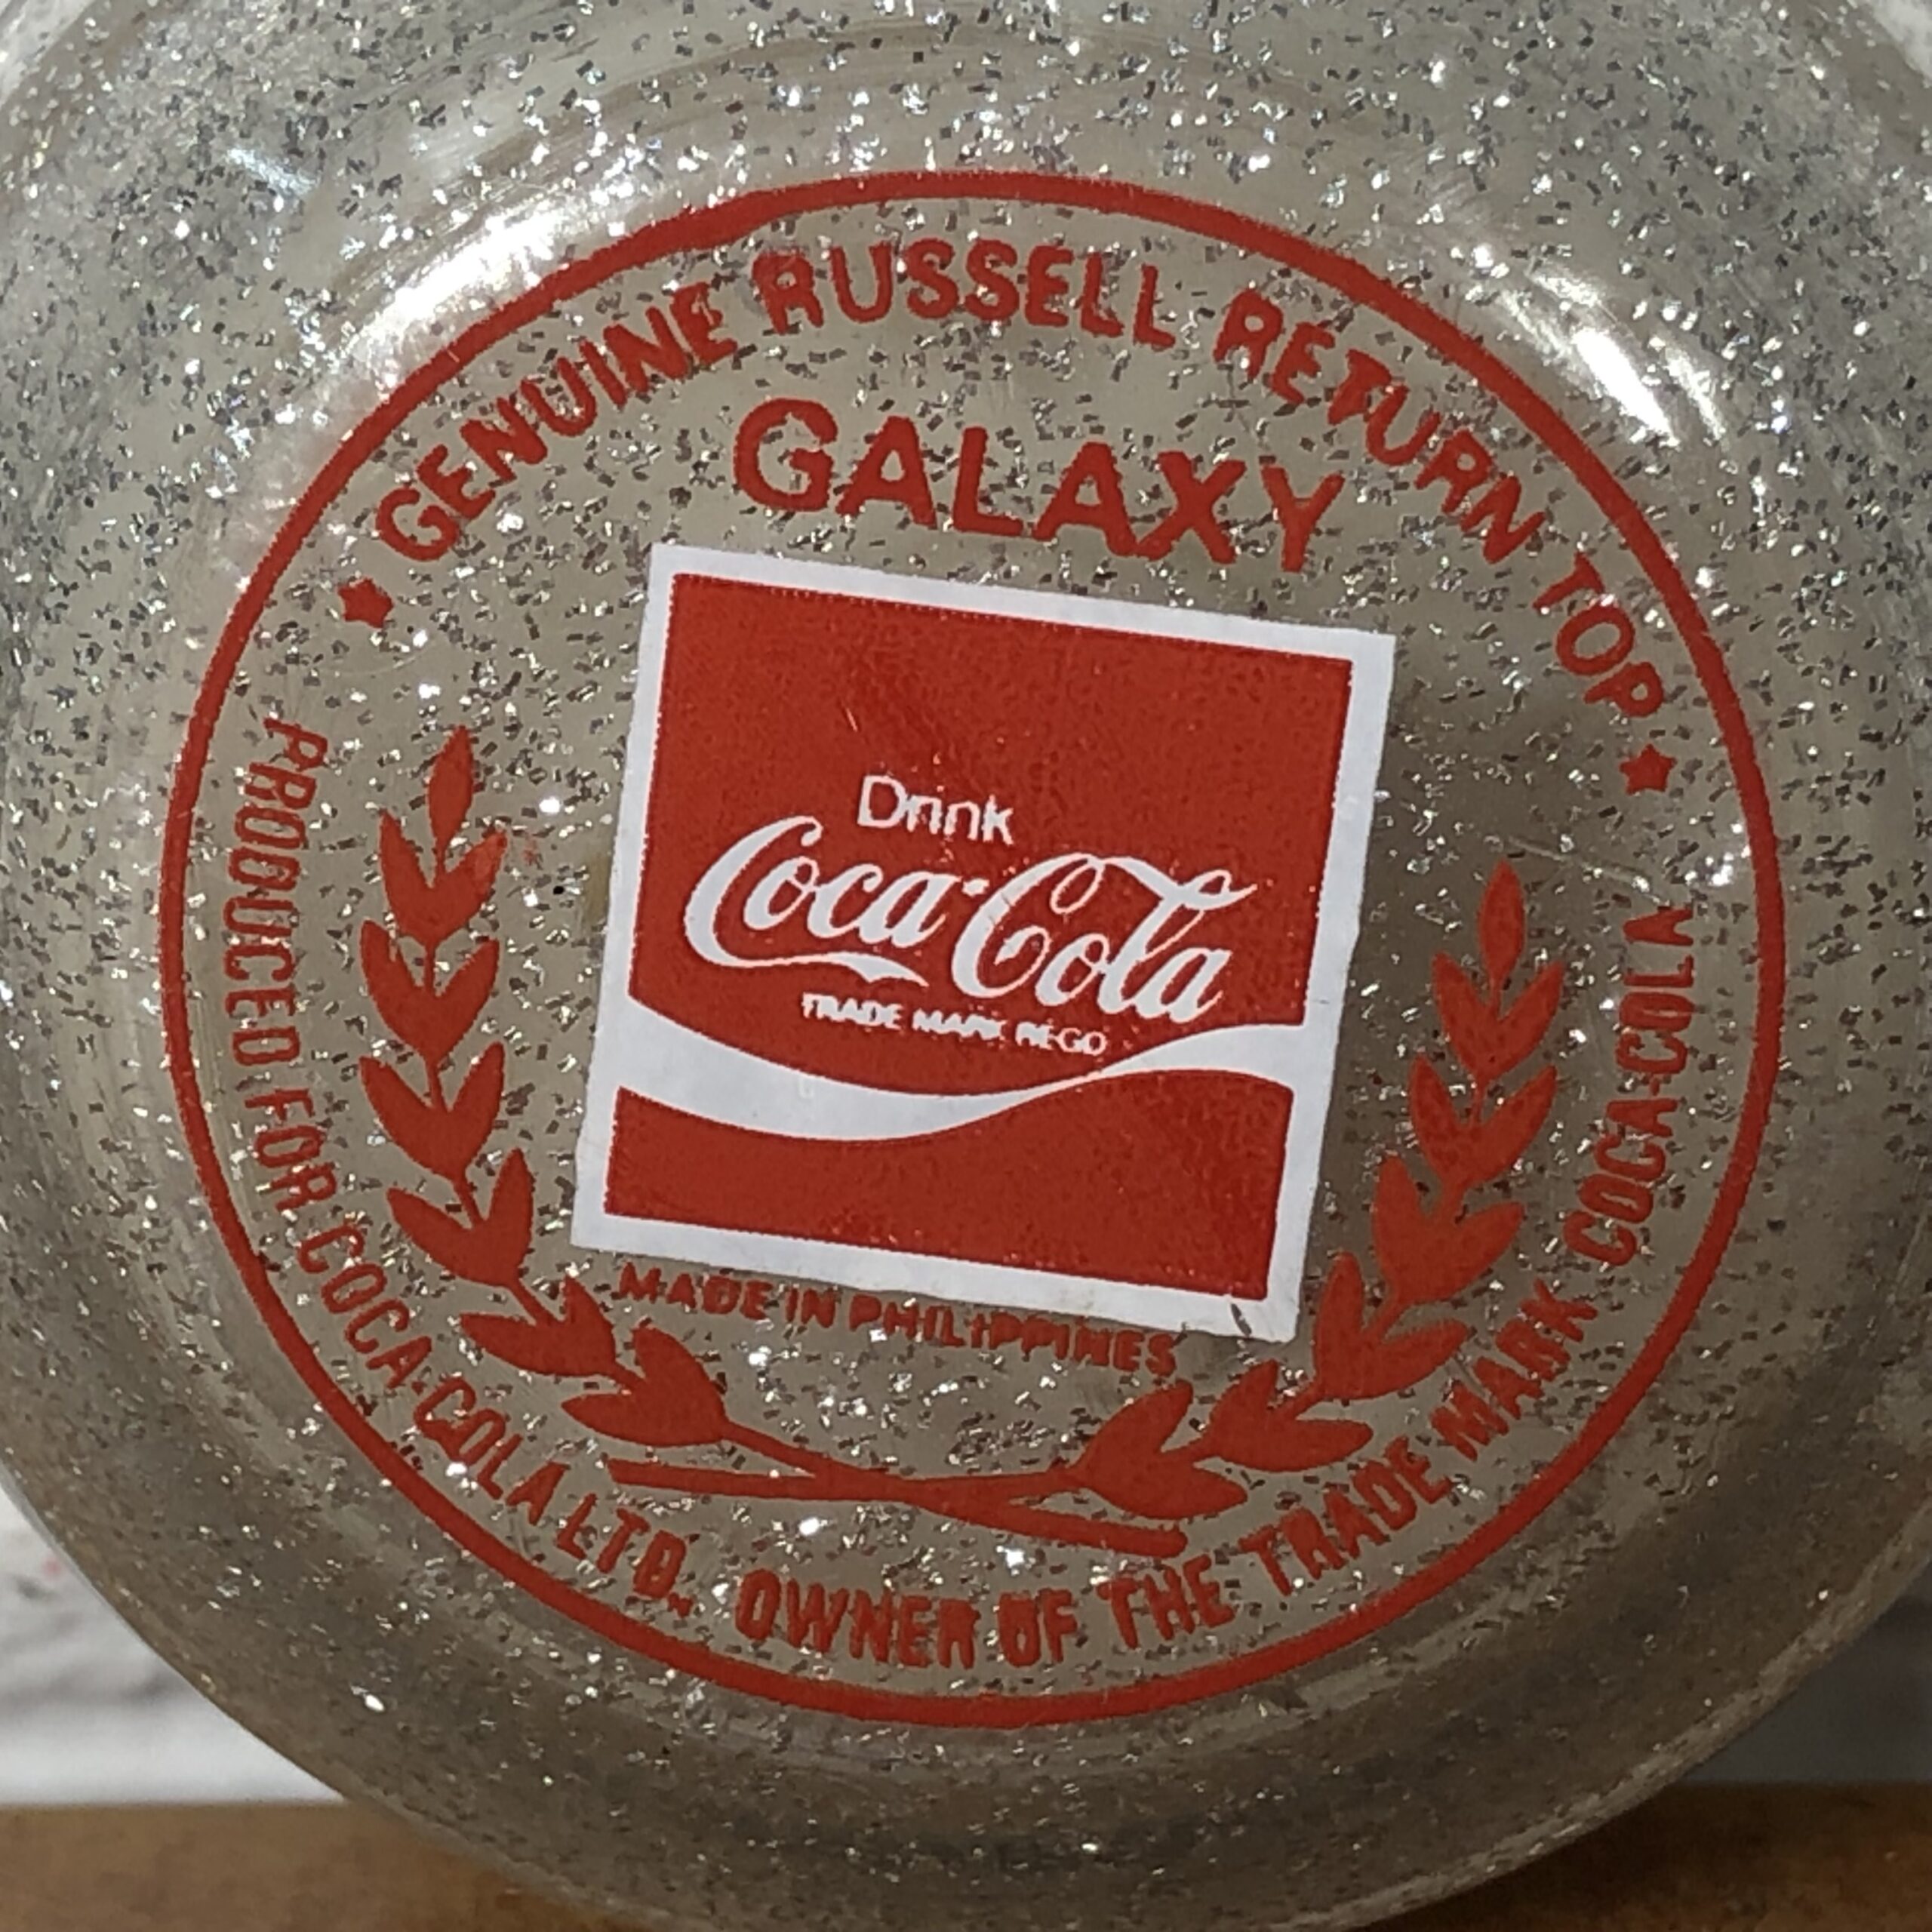 ★ GENUINE RUSSELL RETURN TOP ★
GALAXY
Drink
Coca-Cola
TRADE MARK REGD
MADE IN PHILIPPINES
PRODUCED FOR COCA-COLA LTD., OWNER OF THE TRADE MARK COCA-COLA